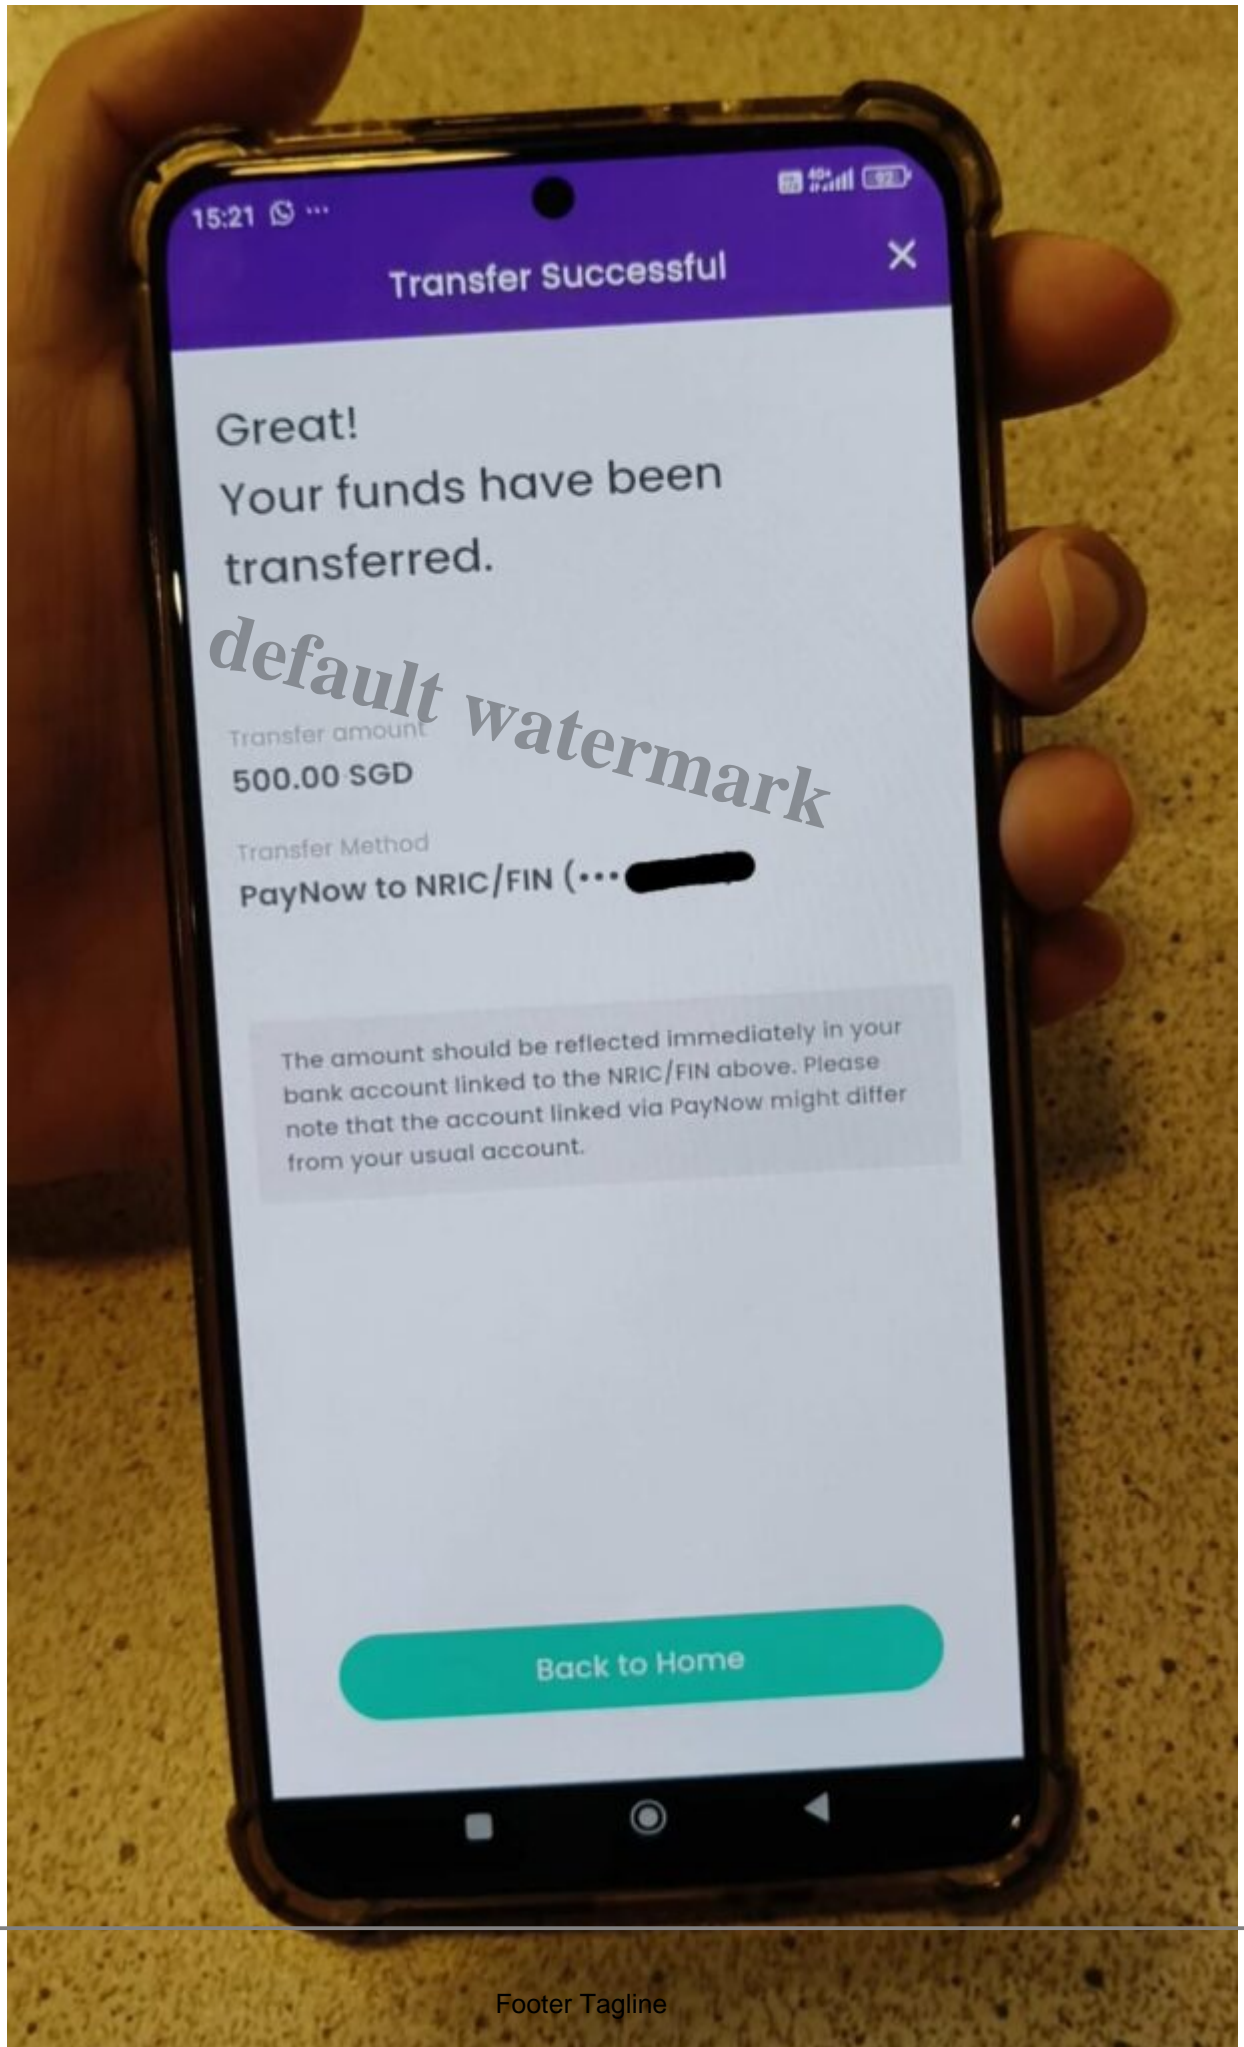 15:21
92
Transfer Successful
Great!
Your funds have been
transferred.
default watermark
Transfer amount
500.00 SGD
Transfer Method
PayNow to NRIC/FIN (•••
The amount should be reflected immediately in your
bank account linked to the NRIC/FIN above. Please
note that the account linked via PayNow might differ
from your usual account.
Back to Home
Footer Tagline